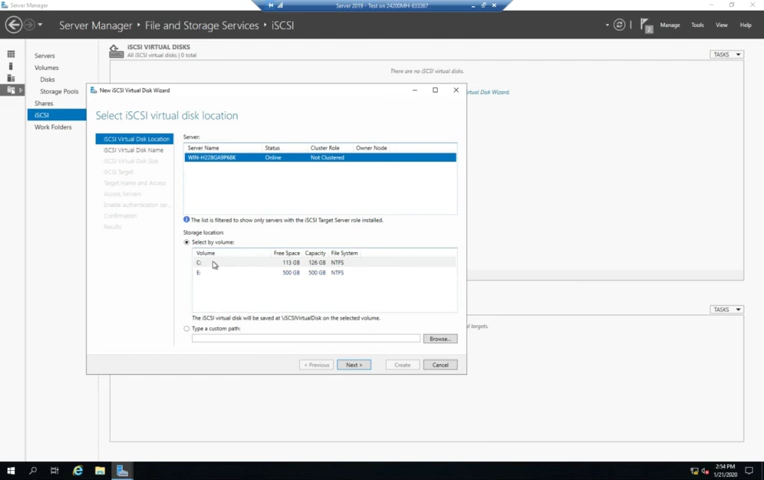 Server Manager
Server 2019 - Test on 24200MH-633367
Server Manager › File and Storage Services › iSCSI
Manage Tools View Help
2
Servers
Volumes
Disks
Storage Pools
Shares
iSCSI
Work Folders
iSCSI VIRTUAL DISKS
All iSCSI virtual disks | 0 total
TASKS
There are no iSCSI virtual disks.
Virtual Disk Wizard.
New iSCSI Virtual Disk Wizard
Select iSCSI virtual disk location
iSCSI Virtual Disk Location
iSCSI Virtual Disk Name
iSCSI Virtual Disk Size
iSCSI Target
Target Name and Access
Access Servers
Enable authentication ser...
Confirmation
Results
Server:
Server Name Status Cluster Role Owner Node
Online Not Clustered
The list is filtered to show only servers with the iSCSI Target Server role installed.
Storage location:
Select by volume:
Volume Free Space Capacity File System
C: 113 GB 126 GB NTFS
E: 500 GB 500 GB NTFS
The iSCSI virtual disk will be saved at \iSCSIVirtualDisk on the selected volume.
Type a custom path:
Browse...
< Previous Next > Create Cancel
TASKS
targets.
2:54 PM
1/21/2020